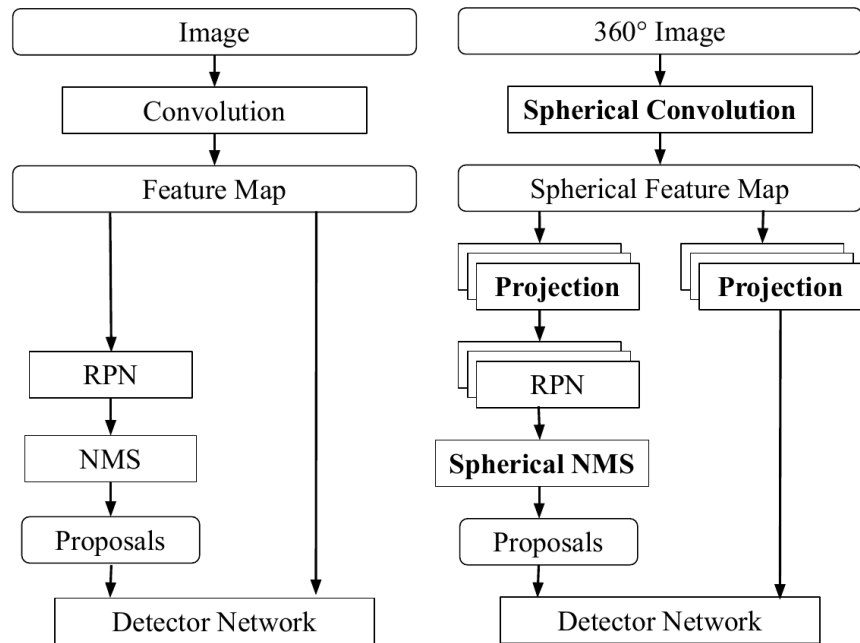 Image
Convolution
Feature Map
RPN
NMS
Proposals
Detector Network
360° Image
Spherical Convolution
Spherical Feature Map
Projection
Projection
RPN
Spherical NMS
Proposals
Detector Network